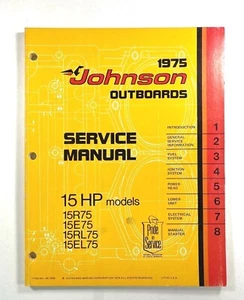 1975
Johnson
OUTBOARDS
SERVICE
MANUAL
15 HP models
15R75
15E75
15RL75
15EL75
Pride
in
Service
INTRODUCTION 1
GENERAL SERVICE INFORMATION 2
FUEL SYSTEM 3
IGNITION SYSTEM 4
POWER HEAD 5
LOWER UNIT 6
ELECTRICAL SYSTEM 7
MANUAL STARTER 8